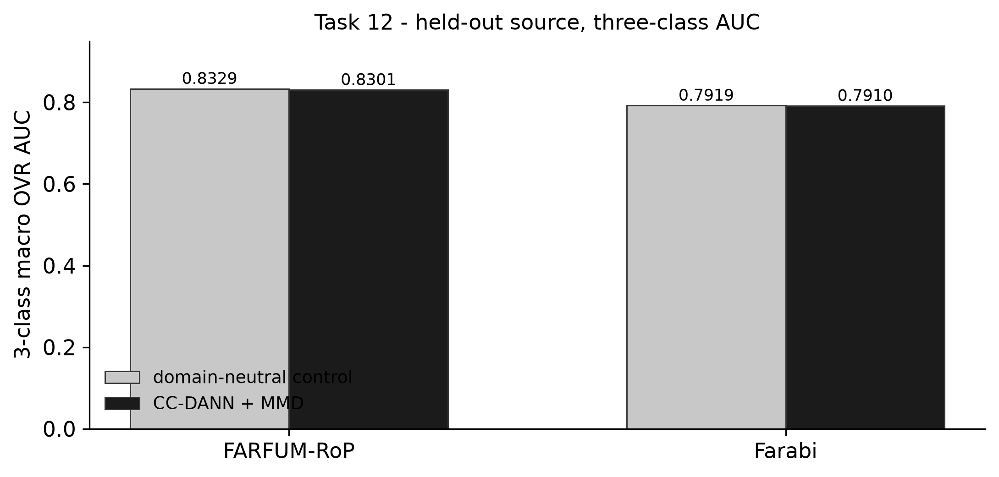 Task 12 - held-out source, three-class AUC
3-class macro OVR AUC
0.8
0.6
0.4
0.2
0.0
0.8329
0.8301
0.7919
0.7910
domain-neutral control
CC-DANN + MMD
FARFUM-RoP
Farabi